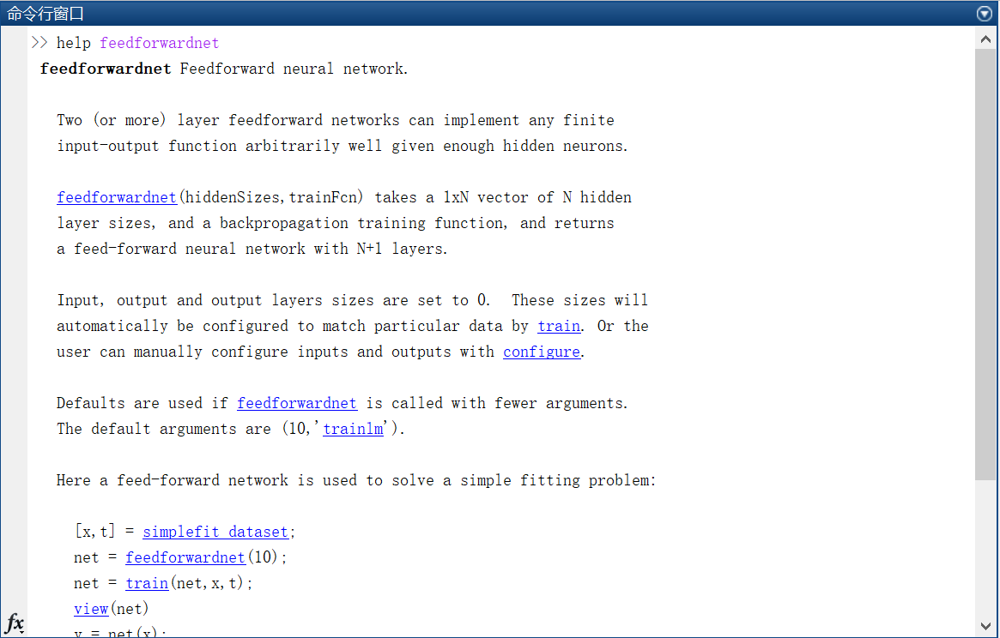 命令行窗口
>> help feedforwardnet
feedforwardnet Feedforward neural network.
Two (or more) layer feedforward networks can implement any finite
input-output function arbitrarily well given enough hidden neurons.
feedforwardnet(hiddenSizes,trainFcn) takes a 1xN vector of N hidden
layer sizes, and a backpropagation training function, and returns
a feed-forward neural network with N+1 layers.
Input, output and output layers sizes are set to 0.  These sizes will
automatically be configured to match particular data by train. Or the
user can manually configure inputs and outputs with configure.
Defaults are used if feedforwardnet is called with fewer arguments.
The default arguments are (10,'trainlm').
Here a feed-forward network is used to solve a simple fitting problem:
[x,t] = simplefit_dataset;
net = feedforwardnet(10);
net = train(net,x,t);
view(net)
y = net(x);
fx